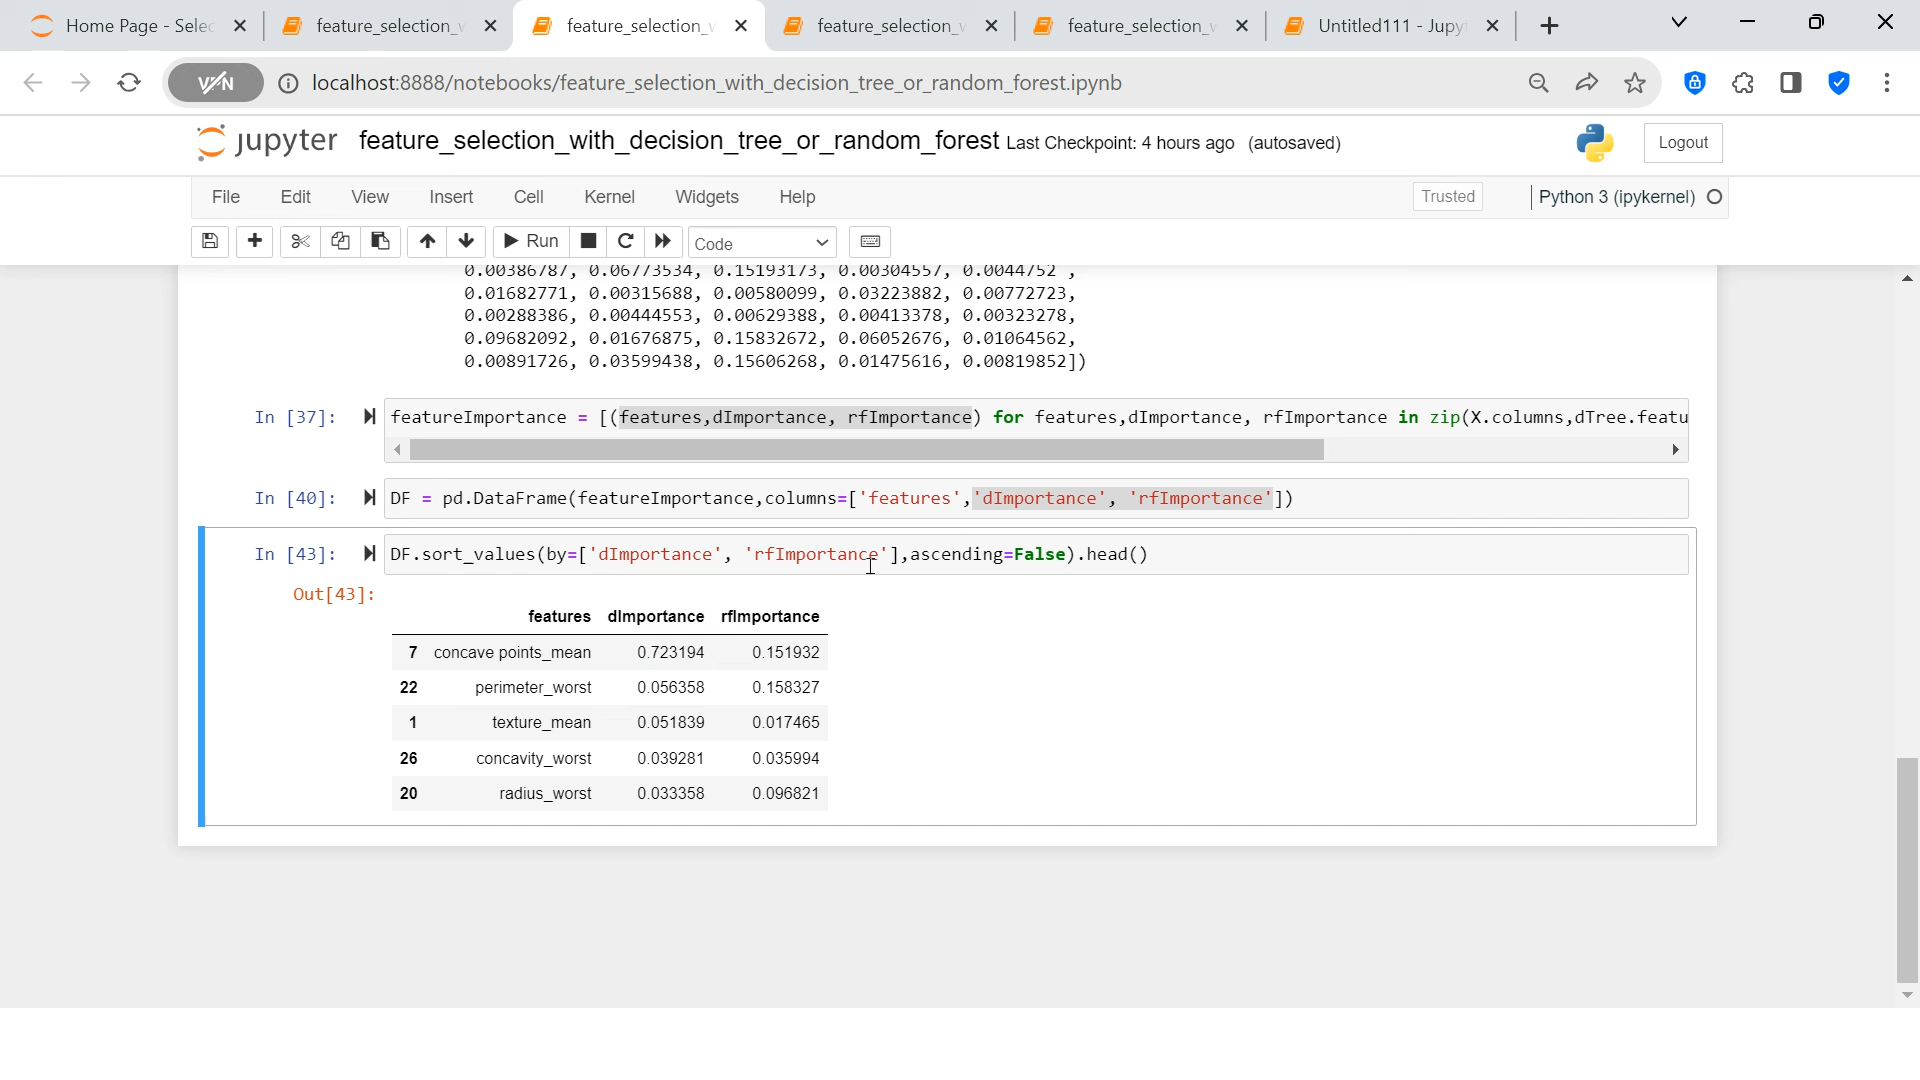 Home Page - Selec
feature_selection_w
feature_selection_w
feature_selection_w
feature_selection_w
Untitled111 - Jupyt
VPN
localhost:8888/notebooks/feature_selection_with_decision_tree_or_random_forest.ipynb
jupyter feature_selection_with_decision_tree_or_random_forest Last Checkpoint: 4 hours ago (autosaved)
Logout
File Edit View Insert Cell Kernel Widgets Help
Trusted
Python 3 (ipykernel)
Run
Code
0.00386787, 0.06773534, 0.15193173, 0.00304557, 0.0044752 ,
0.01682771, 0.00315688, 0.00580099, 0.03223882, 0.00772723,
0.00288386, 0.00444553, 0.00629388, 0.00413378, 0.00323278,
0.09682092, 0.01676875, 0.15832672, 0.06052676, 0.01064562,
0.00891726, 0.03599438, 0.15606268, 0.01475616, 0.00819852])
In [37]: featureImportance = [(features,dImportance, rfImportance) for features,dImportance, rfImportance in zip(X.columns,dTree.featu
In [40]: DF = pd.DataFrame(featureImportance,columns=['features','dImportance', 'rfImportance'])
In [43]: DF.sort_values(by=['dImportance', 'rfImportance'],ascending=False).head()
Out[43]:
features dImportance rfImportance
7 concave points_mean 0.723194 0.151932
22 perimeter_worst 0.056358 0.158327
1 texture_mean 0.051839 0.017465
26 concavity_worst 0.039281 0.035994
20 radius_worst 0.033358 0.096821